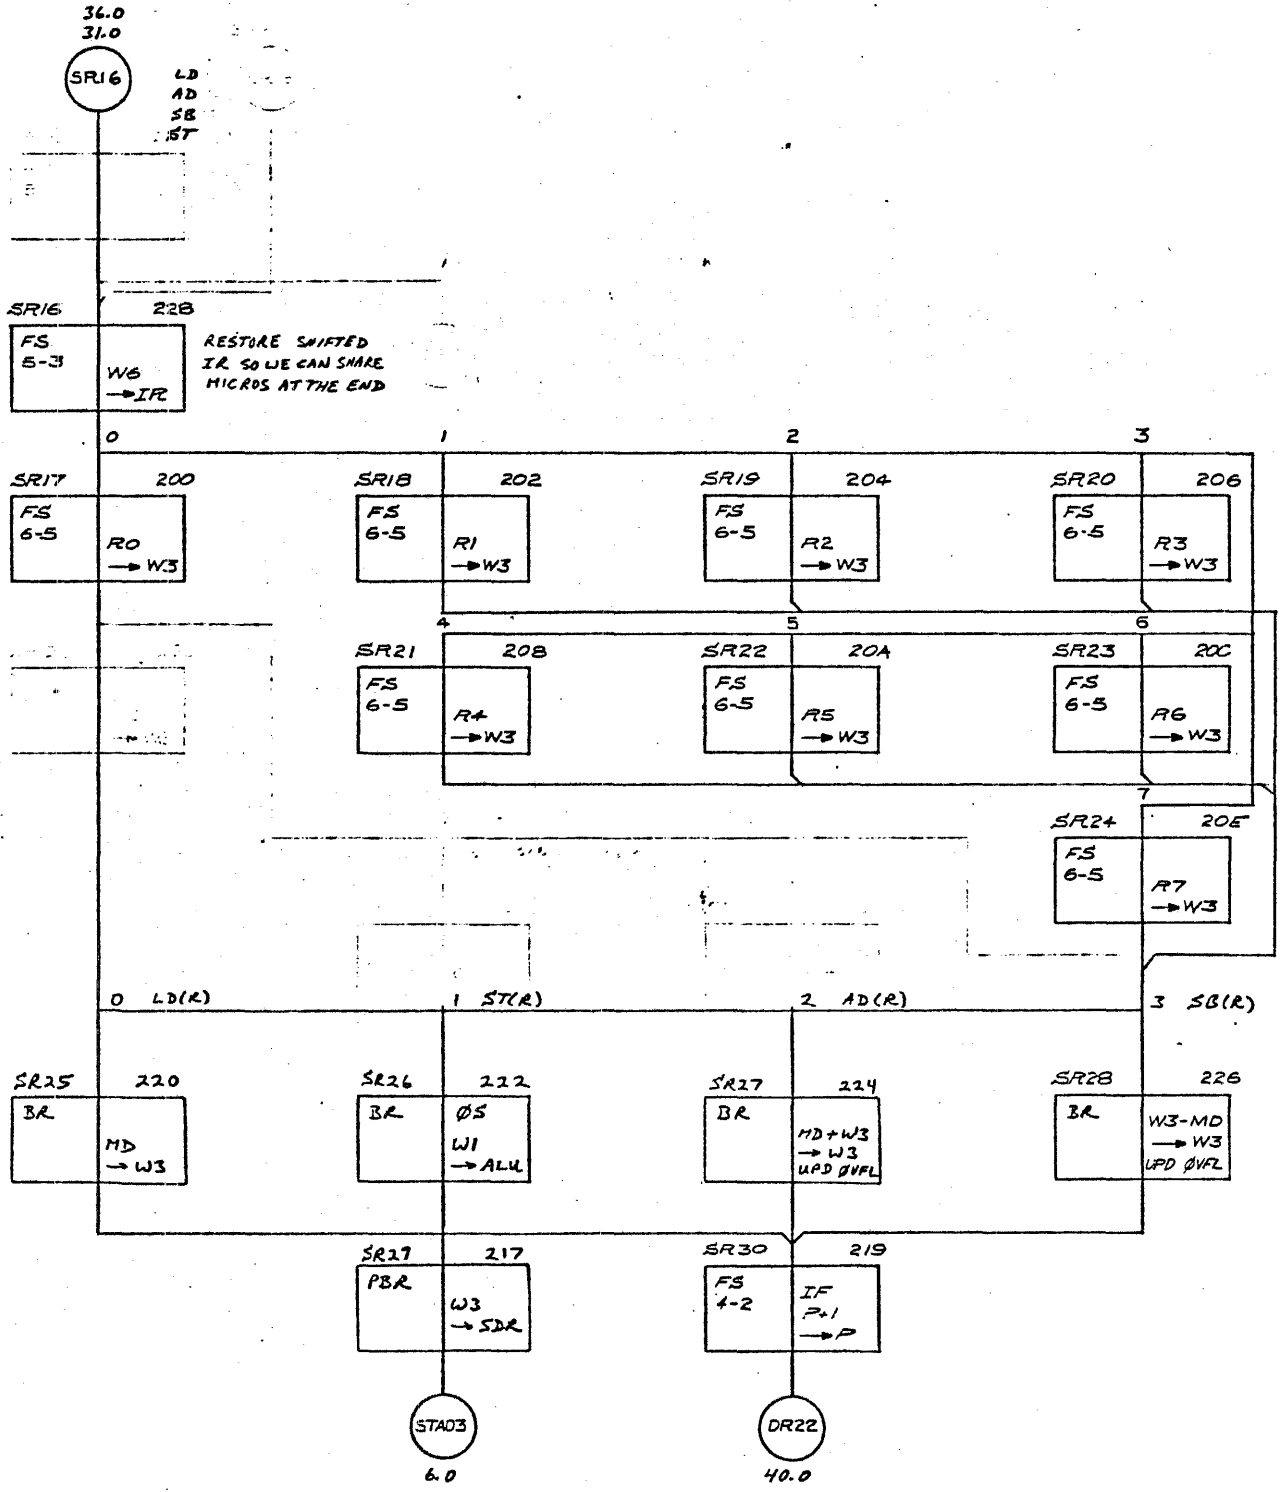 36.0
31.0
SR16
LD
AD
SB
ST
SR16 228
FS
5-3
W6
→IR
RESTORE SHIFTED
IR SO WE CAN SHARE
MICROS AT THE END
0 1 2 3
SR17 200 SR18 202 SR19 204 SR20 206
FS FS FS FS
6-5 6-5 6-5 6-5
R0 R1 R2 R3
→W3 →W3 →W3 →W3
4 5 6
SR21 208 SR22 20A SR23 20C
FS FS FS
6-5 6-5 6-5
R4 R5 R6
→W3 →W3 →W3
7
SR24 20E
FS
6-5
R7
→W3
0 LD(R) 1 ST(R) 2 AD(R) 3 SB(R)
SR25 220 SR26 222 SR27 224 SR28 226
BR BR ØS BR BR
MD W1 MD+W3 W3-MD
→W3 →ALU →W3 →W3
UPD ØVFL UPD ØVFL
SR29 217 SR30 219
PBR FS
4-2
W3 IF
→SDR P+1
→P
STA03 DR22
6.0 40.0